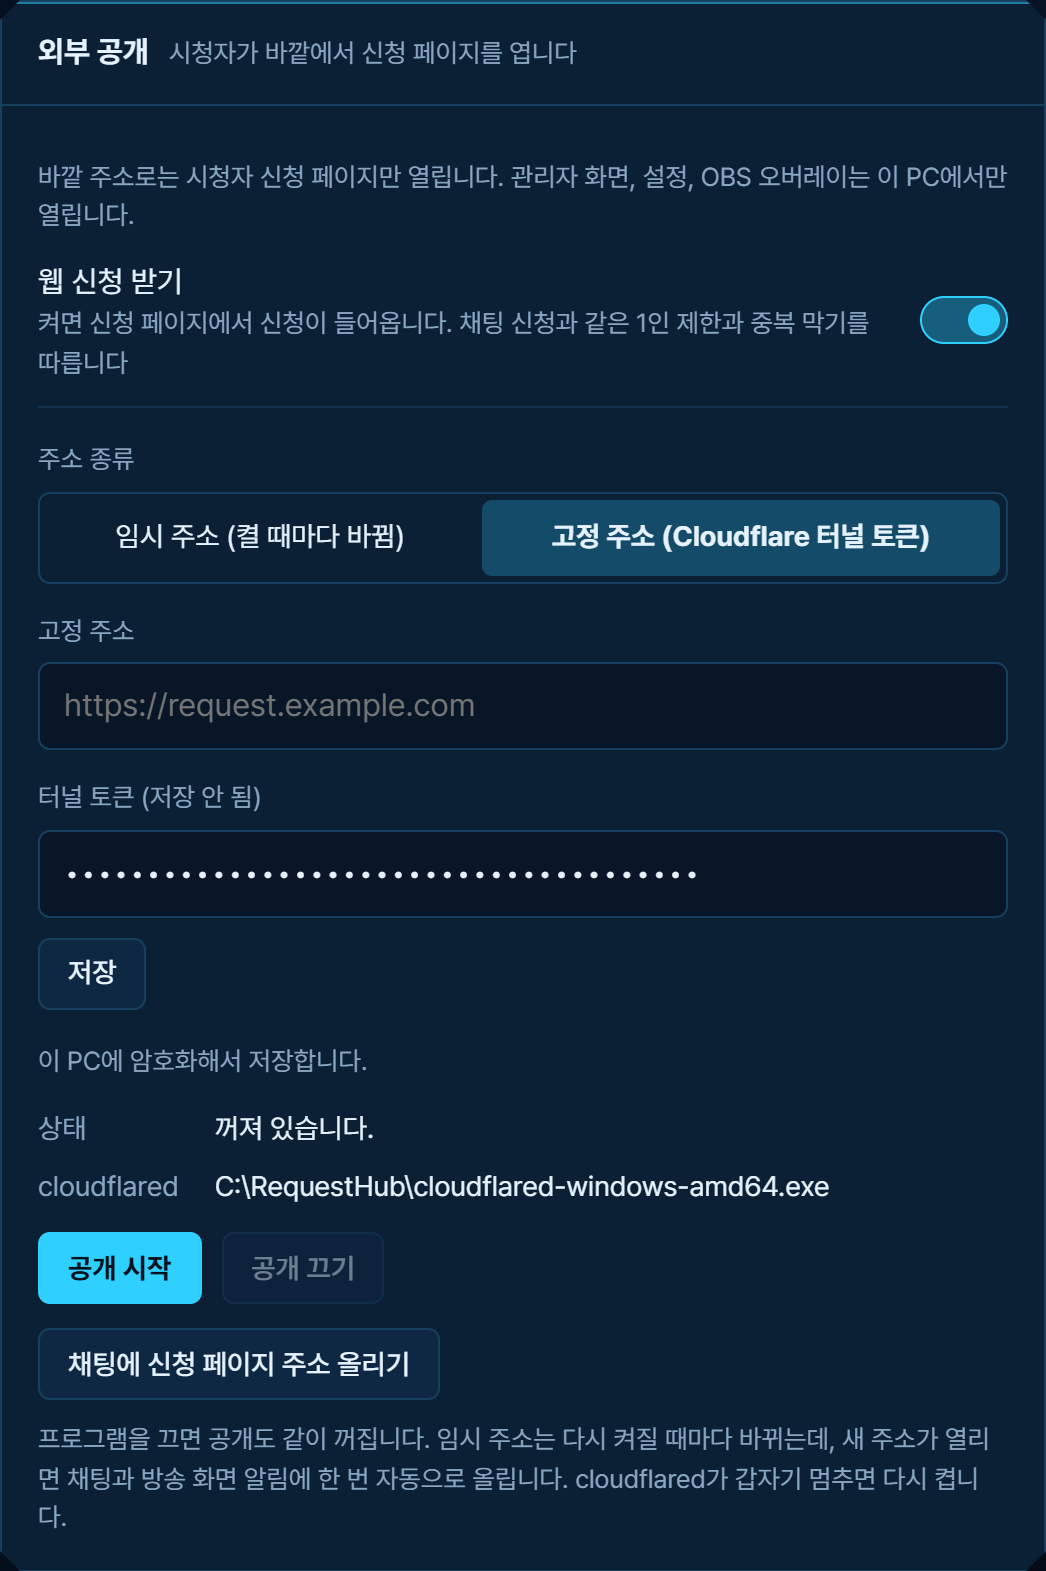 외부 공개 시청자가 바깥에서 신청 페이지를 엽니다
바깥 주소로는 시청자 신청 페이지만 열립니다. 관리자 화면, 설정, OBS 오버레이는 이 PC에서만
열립니다.
웹 신청 받기
켜면 신청 페이지에서 신청이 들어옵니다. 채팅 신청과 같은 1인 제한과 중복 막기를
따릅니다
주소 종류
임시 주소 (켤 때마다 바뀜) 고정 주소 (Cloudflare 터널 토큰)
고정 주소
https://request.example.com
터널 토큰 (저장 안 됨)
•••••••••••••••••••••••••••••••••••••••
저장
이 PC에 암호화해서 저장합니다.
상태 꺼져 있습니다.
cloudflared C:\RequestHub\cloudflared-windows-amd64.exe
공개 시작 공개 끄기
채팅에 신청 페이지 주소 올리기
프로그램을 끄면 공개도 같이 꺼집니다. 임시 주소는 다시 켜질 때마다 바뀌는데, 새 주소가 열리
면 채팅과 방송 화면 알림에 한 번 자동으로 올립니다. cloudflared가 갑자기 멈추면 다시 켭니
다.